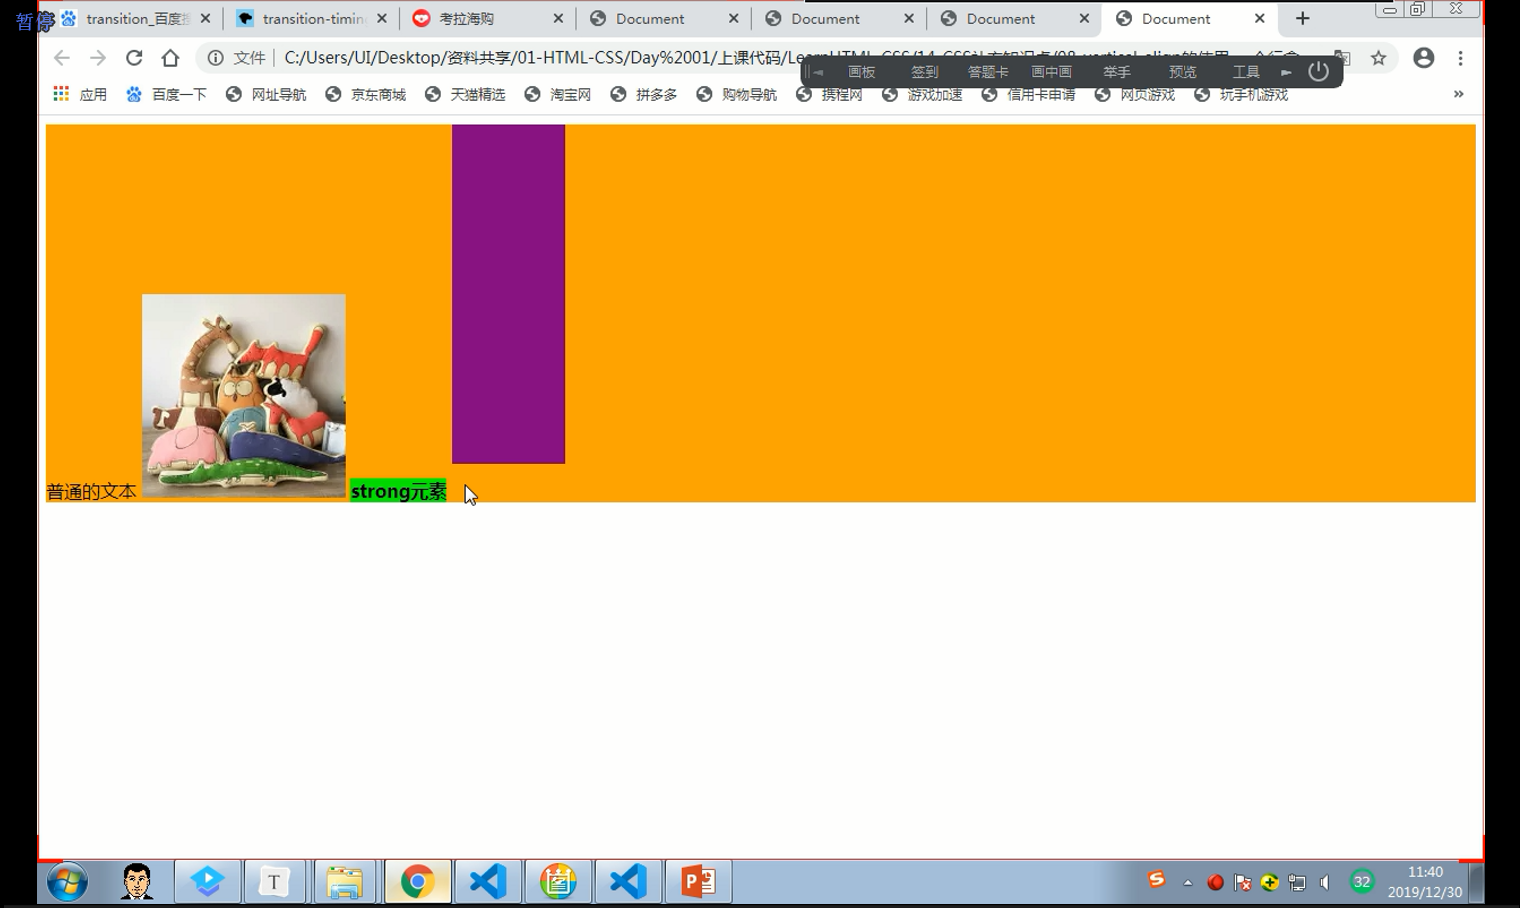 暂停
transition_百度搜
transition-timin
考拉海购
Document
Document
Document
Document
文件
C:/Users/UI/Desktop/资料共享/01-HTML-CSS/Day%2001/上课代码/LearnHTML_CSS/14-CSS
画板 签到 答题卡 画中画 举手 预览 工具
应用 百度一下 网址导航 京东商城 天猫精选 淘宝网 拼多多 购物导航 携程网 游戏加速 信用卡申请 网页游戏 玩手机游戏 »
普通的文本 strong元素
T
32
11:40
2019/12/30